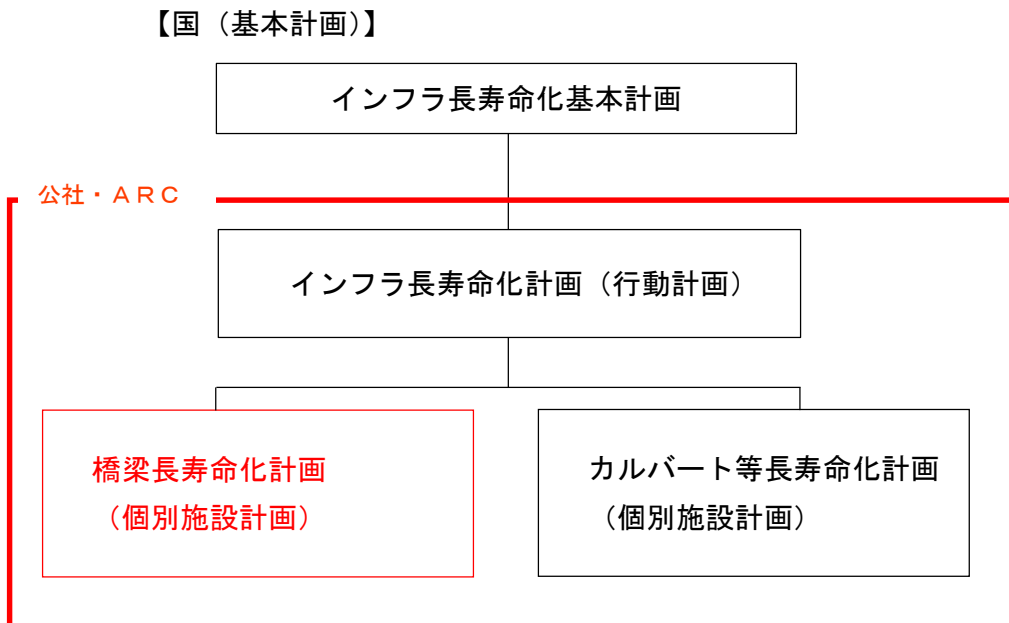 【国（基本計画）】
インフラ長寿命化基本計画
公社・ＡＲＣ
インフラ長寿命化計画（行動計画）
橋梁長寿命化計画
（個別施設計画）
カルバート等長寿命化計画
（個別施設計画）